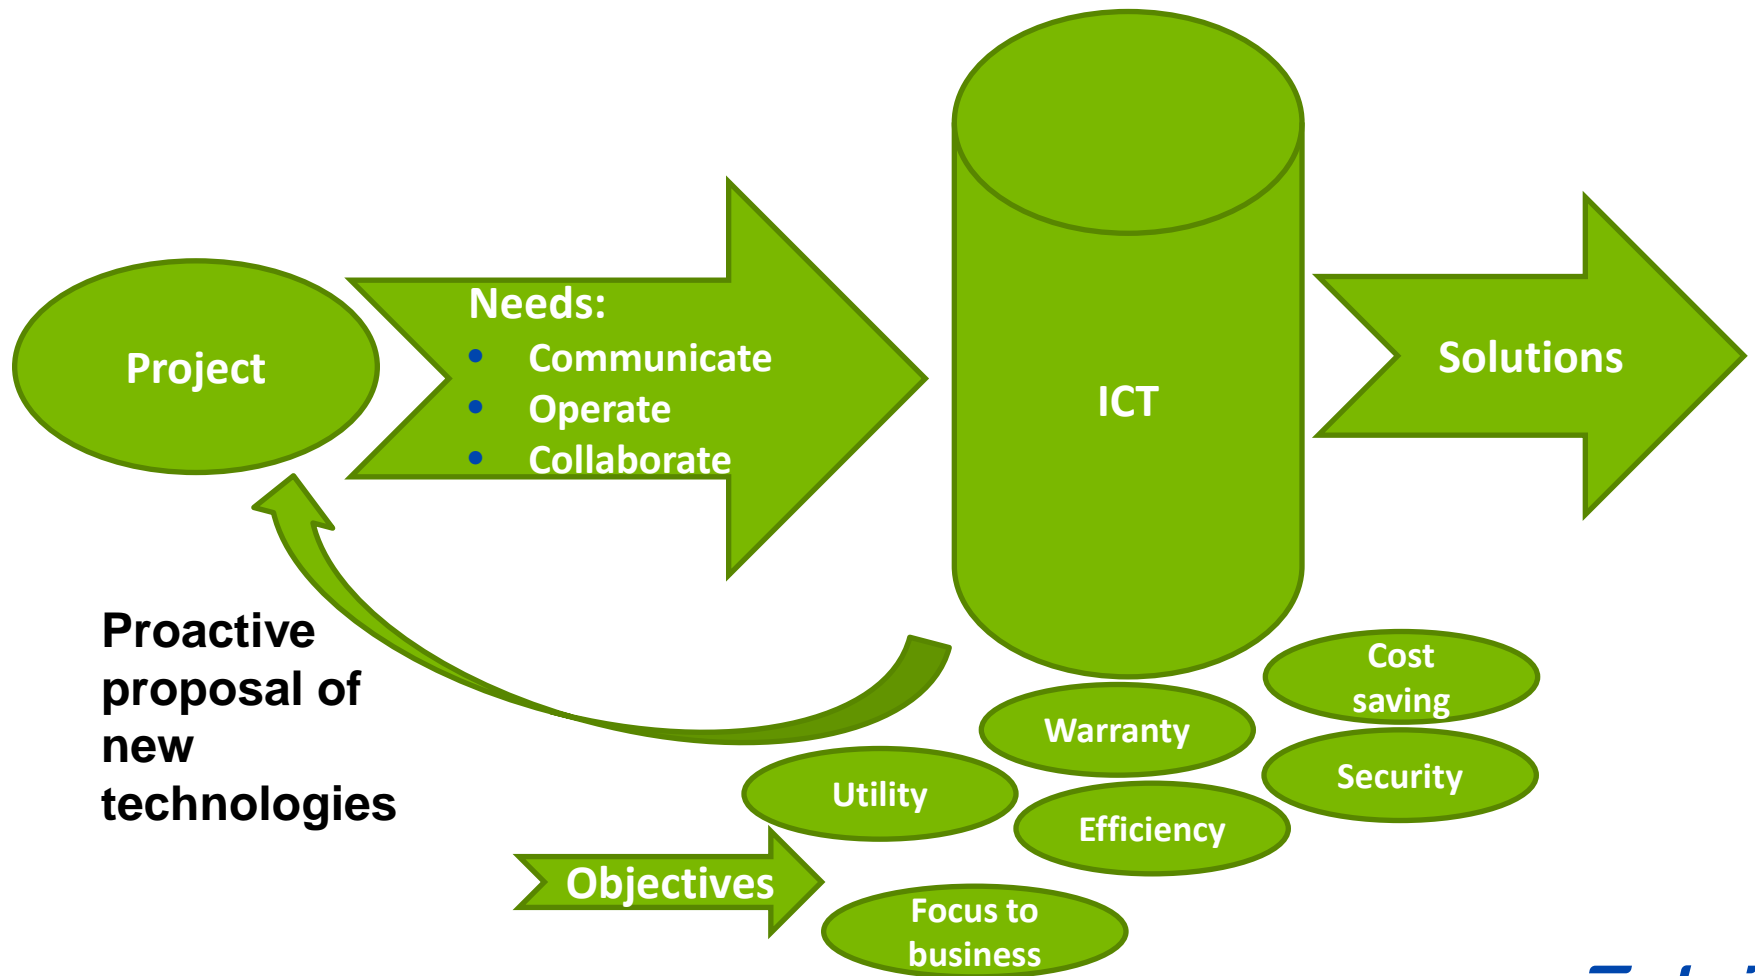 Project
Needs:
• Communicate
• Operate
• Collaborate
ICT
Solutions
Proactive
proposal of
new
technologies
Cost
saving
Warranty
Security
Utility
Efficiency
Objectives
Focus to
business